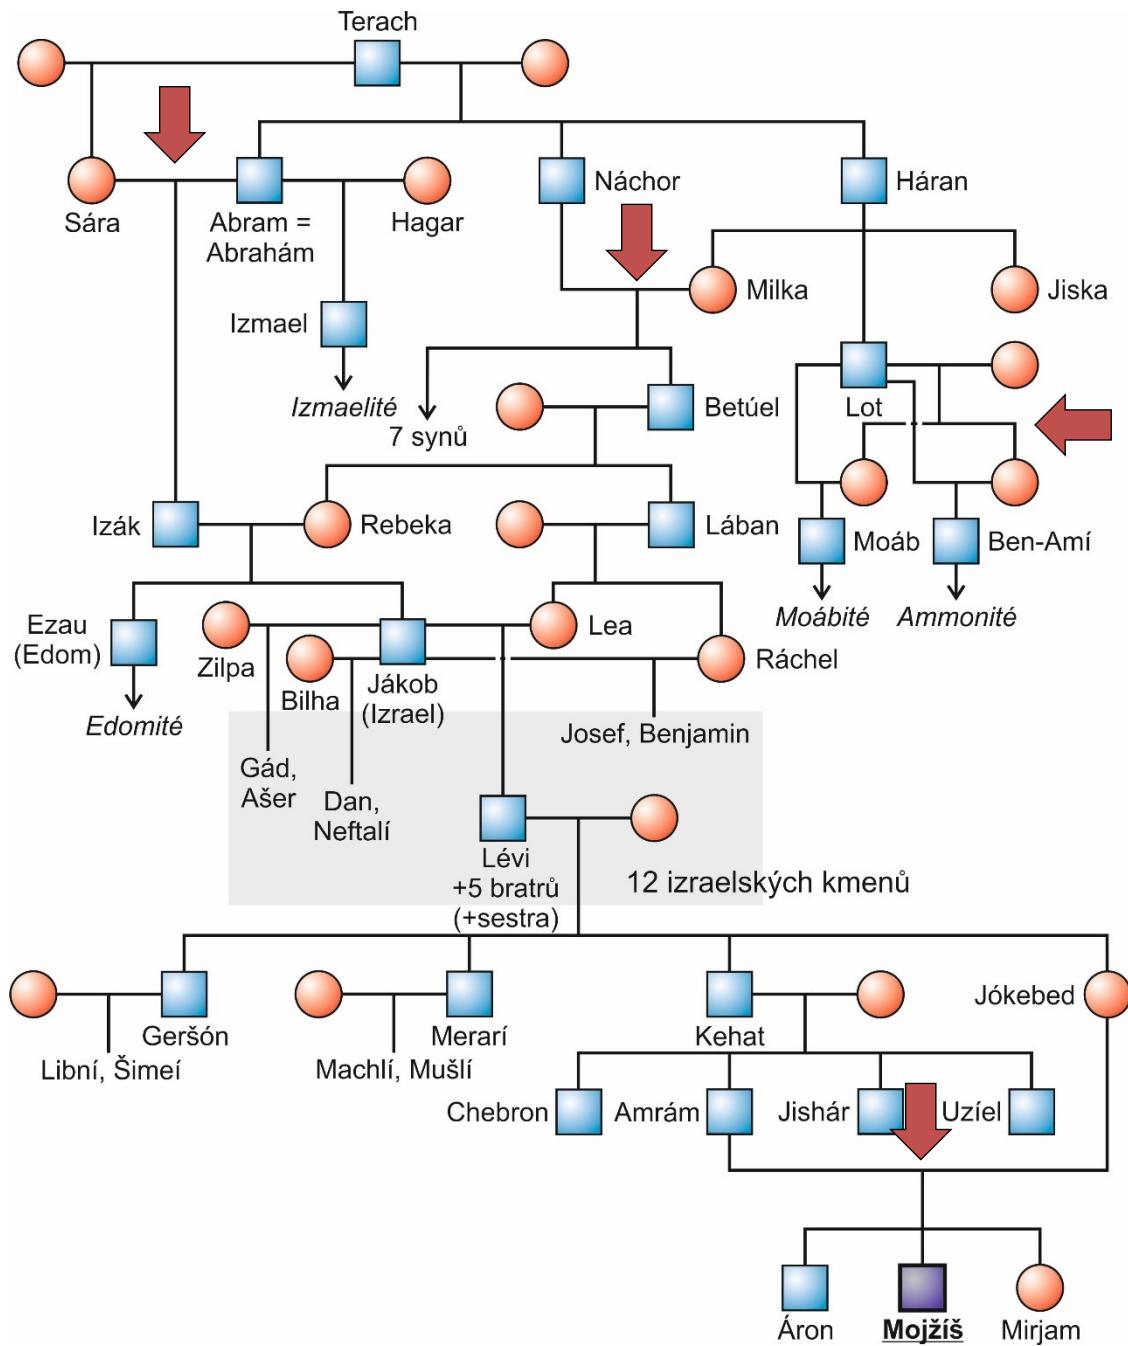 Terach
Sára
Abram =
Abrahám
Hagar
Náchor
Háran
Milka
Jiska
Izmael
Izmaelité
7 synů
Betúel
Lot
Izák
Rebeka
Lában
Moáb
Ben-Amí
Moábité
Ammonité
Ezau
(Edom)
Edomité
Zilpa
Bilha
Jákob
(Izrael)
Lea
Ráchel
Josef, Benjamin
Gád,
Ašer
Dan,
Neftalí
Lévi
+5 bratrů
(+sestra)
12 izraelských kmenů
Geršón
Libní, Šimeí
Merarí
Machlí, Mušlí
Kehat
Jókebed
Chebron
Amrám
Jishár
Uzíel
Áron
Mojžíš
Mirjam